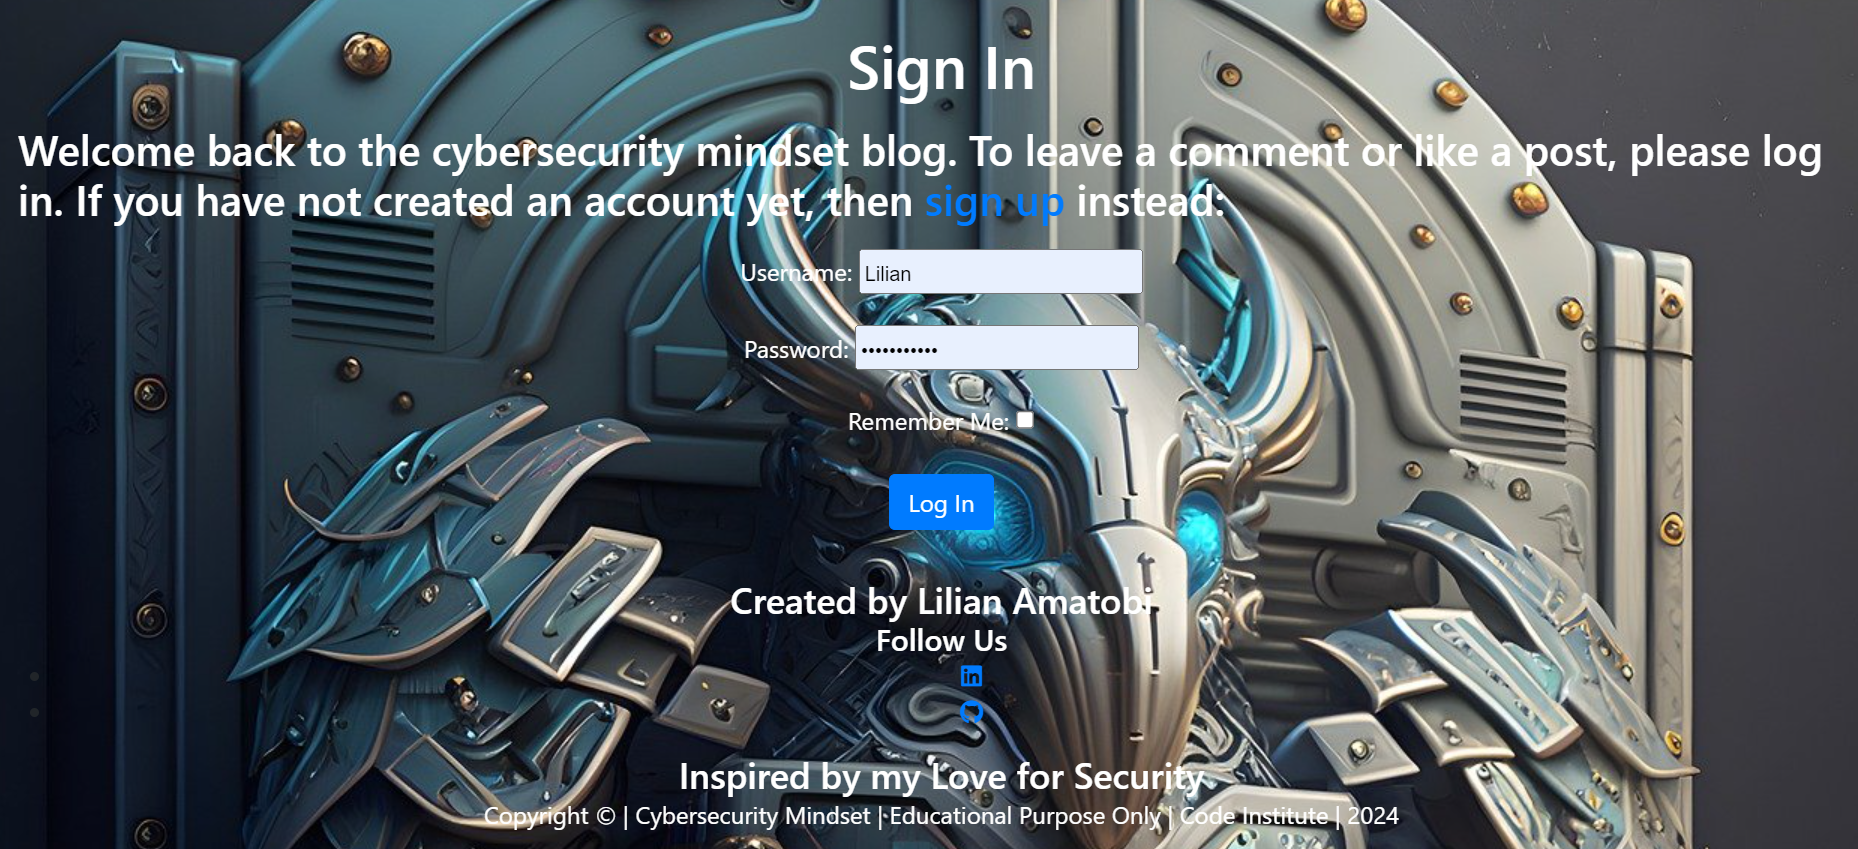 Sign In
Welcome back to the cybersecurity mindset blog. To leave a comment or like a post, please log
in. If you have not created an account yet, then sign up instead:
Username: Lilian
Password: •••••••••••
Remember Me:
Log In
Created by Lilian Amatobi
Follow Us
in
Inspired by my Love for Security
Copyright © | Cybersecurity Mindset | Educational Purpose Only | Code Institute | 2024